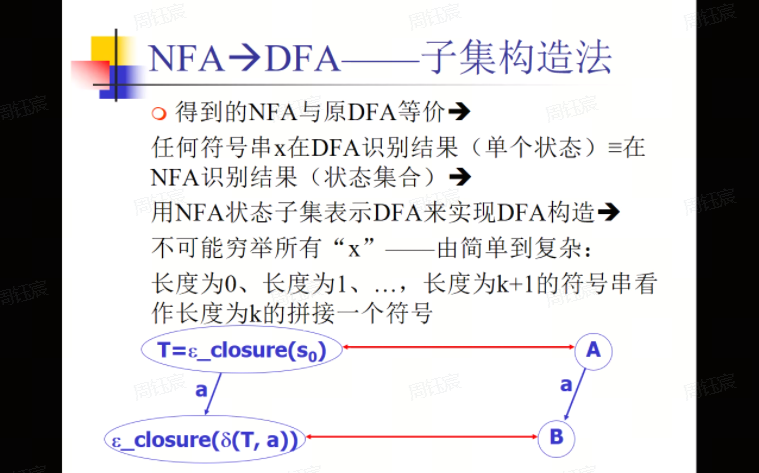 NFA➔DFA——子集构造法
得到的NFA与原DFA等价➔
任何符号串x在DFA识别结果（单个状态）≡在
NFA识别结果（状态集合）➔
用NFA状态子集表示DFA来实现DFA构造➔
不可能穷举所有“x”——由简单到复杂：
长度为0、长度为1、…，长度为k+1的符号串看
作长度为k的拼接一个符号
T=ε_closure(s₀)
A
a
a
ε_closure(δ(T, a))
B
周钰宸